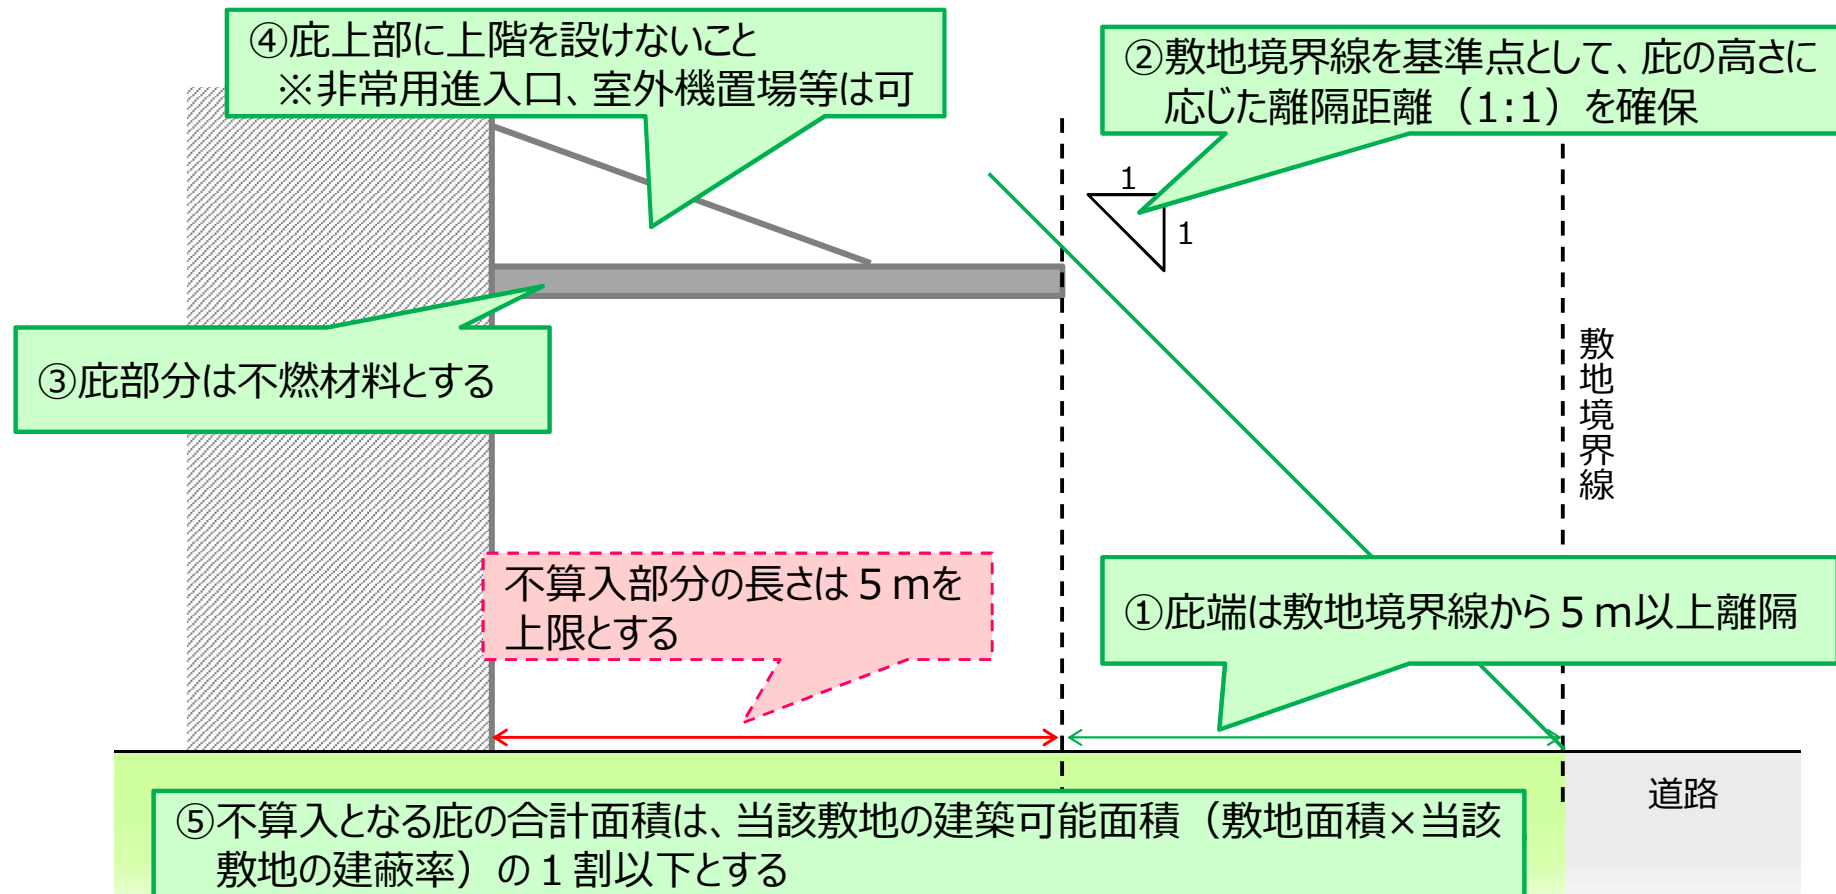 ④庇上部に上階を設けないこと
※非常用進入口、室外機置場等は可
②敷地境界線を基準点として、庇の高さに
応じた離隔距離（1:1）を確保
1
1
③庇部分は不燃材料とする
敷地境界線
不算入部分の長さは５ｍを
上限とする
①庇端は敷地境界線から５ｍ以上離隔
道路
⑤不算入となる庇の合計面積は、当該敷地の建築可能面積（敷地面積×当該
敷地の建蔽率）の１割以下とする